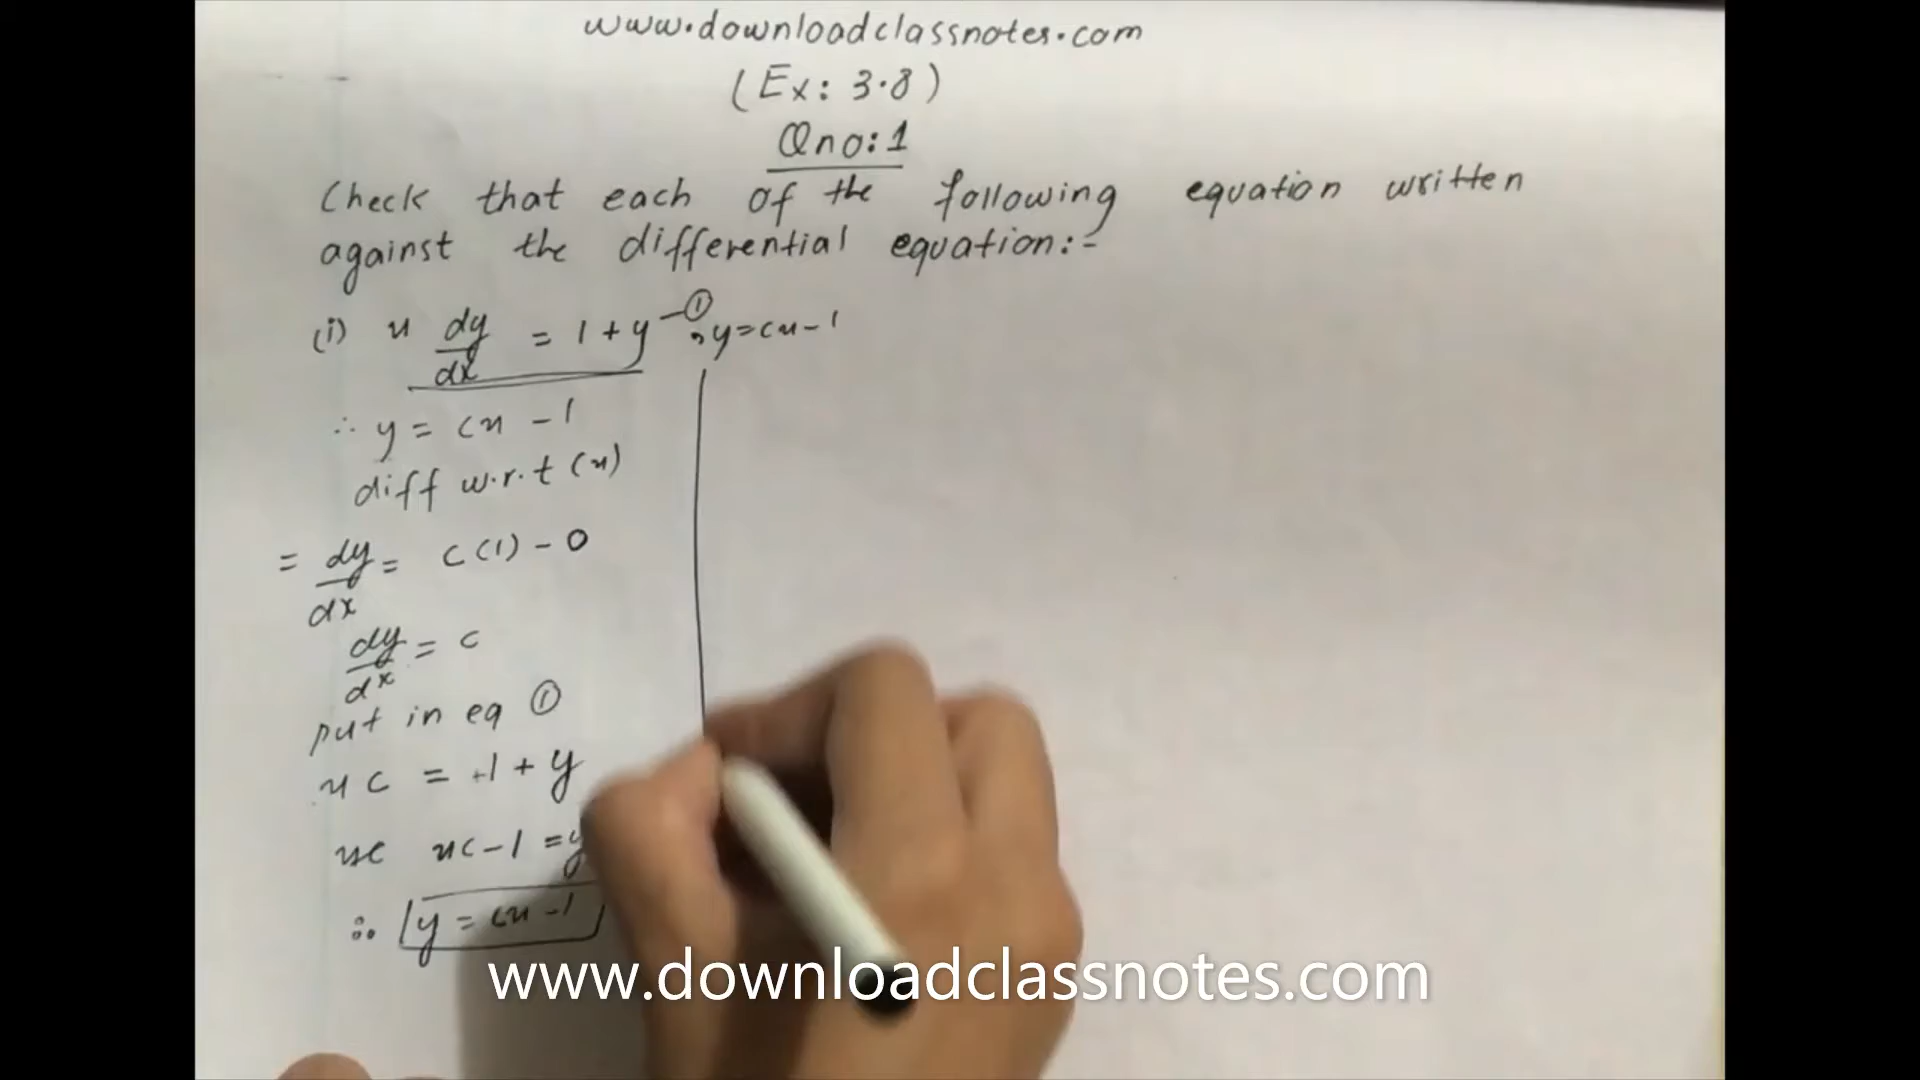 www.downloadclassnotes.com
(Ex: 3.8)
Qno:1
Check that each of the following equation written
against the differential equation:-
(i) x dy/dx = 1 + y -① , y = cx - 1
∴ y = cx - 1
diff w.r.t (x)
= dy/dx = c(1) - 0
dy/dx = c
put in eq ①
xc = 1 + y
xc xc - 1 = y
∴ y = cx - 1
www.downloadclassnotes.com